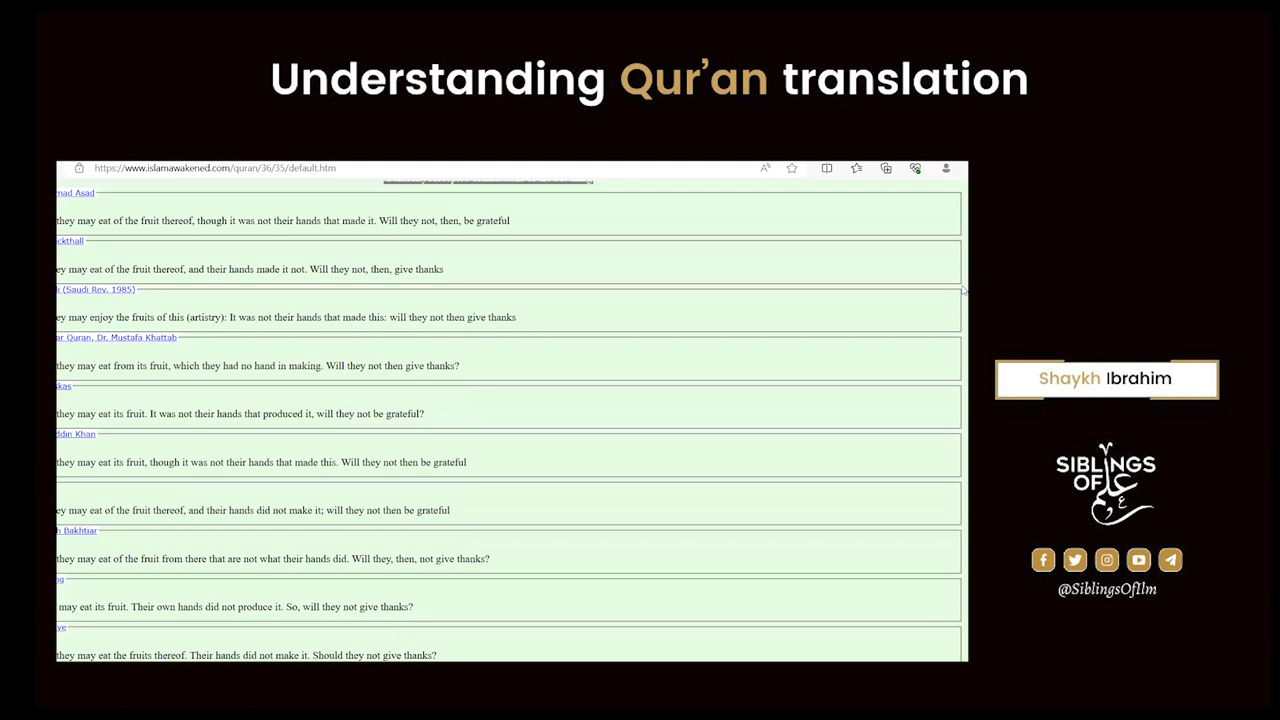 Understanding Qur'an translation
https://www.islamawakened.com/quran/36/35/default.htm
mad Asad
they may eat of the fruit thereof, though it was not their hands that made it. Will they not, then, be grateful
ckthall
ey may eat of the fruit thereof, and their hands made it not. Will they not, then, give thanks
i (Saudi Rev. 1985)
ey may enjoy the fruits of this (artistry): It was not their hands that made this: will they not then give thanks
ar Quran, Dr. Mustafa Khattab
they may eat from its fruit, which they had no hand in making. Will they not then give thanks?
skas
they may eat its fruit. It was not their hands that produced it, will they not be grateful?
ddin Khan
they may eat its fruit, though it was not their hands that made this. Will they not then be grateful
ey may eat of the fruit thereof, and their hands did not make it; will they not then be grateful
h Bakhtiar
they may eat of the fruit from there that are not what their hands did. Will they, then, not give thanks?
ng
may eat its fruit. Their own hands did not produce it. So, will they not give thanks?
ye
they may eat the fruits thereof. Their hands did not make it. Should they not give thanks?
Shaykh Ibrahim
SIBLINGS
OF علم
@SiblingsOfIlm